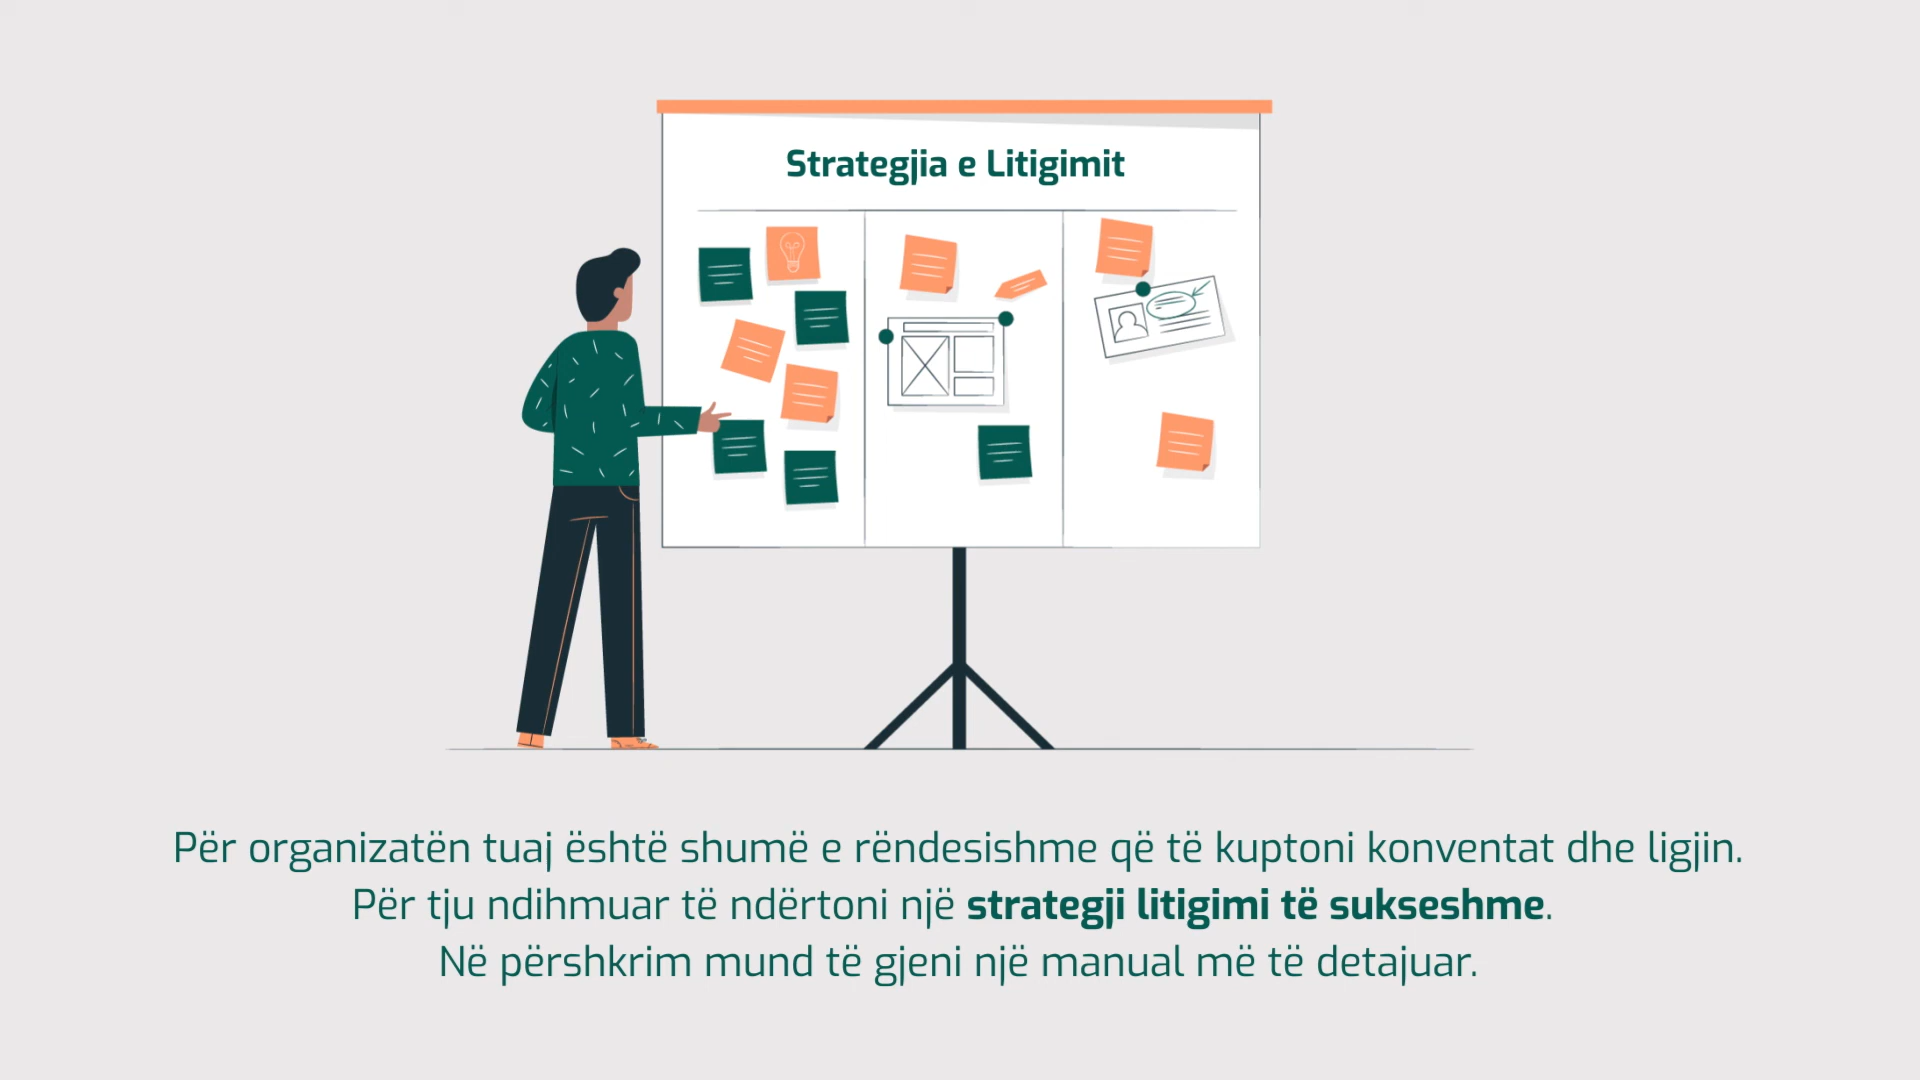 Strategjia e Litigimit
Për organizatën tuaj është shumë e rëndesishme që të kuptoni konventat dhe ligjin.
Për tju ndihmuar të ndërtoni një strategji litigimi të sukseshme.
Në përshkrim mund të gjeni një manual më të detajuar.